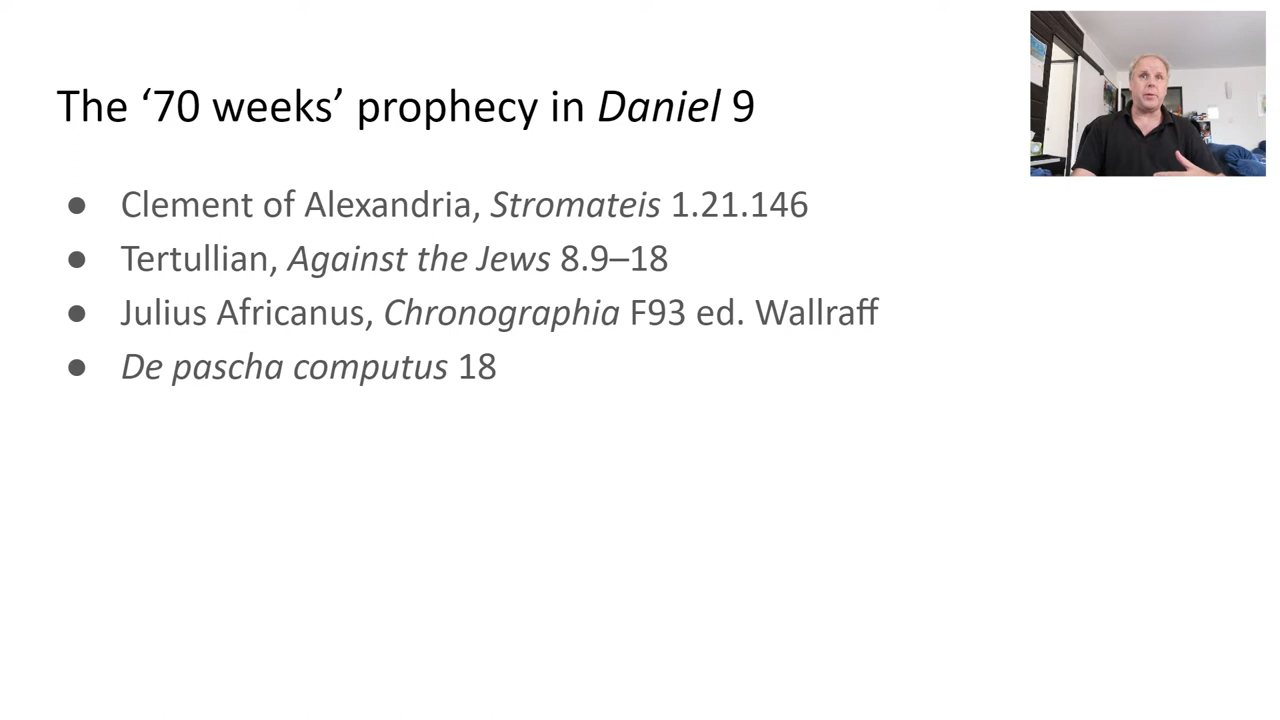 The ‘70 weeks’ prophecy in Daniel 9
● Clement of Alexandria, Stromateis 1.21.146
● Tertullian, Against the Jews 8.9–18
● Julius Africanus, Chronographia F93 ed. Wallraff
● De pascha computus 18